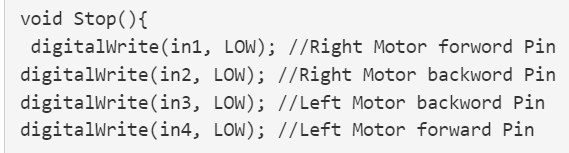 void Stop(){
digitalWrite(in1, LOW); //Right Motor forword Pin
digitalWrite(in2, LOW); //Right Motor backword Pin
digitalWrite(in3, LOW); //Left Motor backword Pin
digitalWrite(in4, LOW); //Left Motor forward Pin